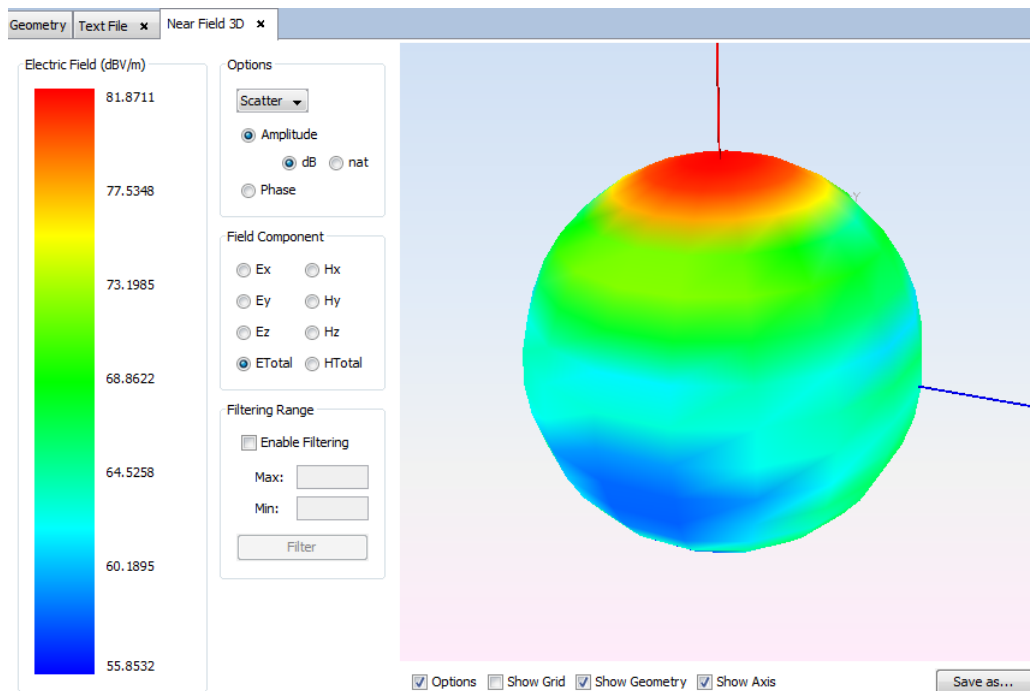 Geometry Text File × Near Field 3D ×
Electric Field (dBV/m)
81.8711
77.5348
73.1985
68.8622
64.5258
60.1895
55.8532
Options
Scatter
Amplitude
dB nat
Phase
Field Component
Ex Hx
Ey Hy
Ez Hz
ETotal HTotal
Filtering Range
Enable Filtering
Max:
Min:
Filter
Y
Options Show Grid Show Geometry Show Axis Save as...